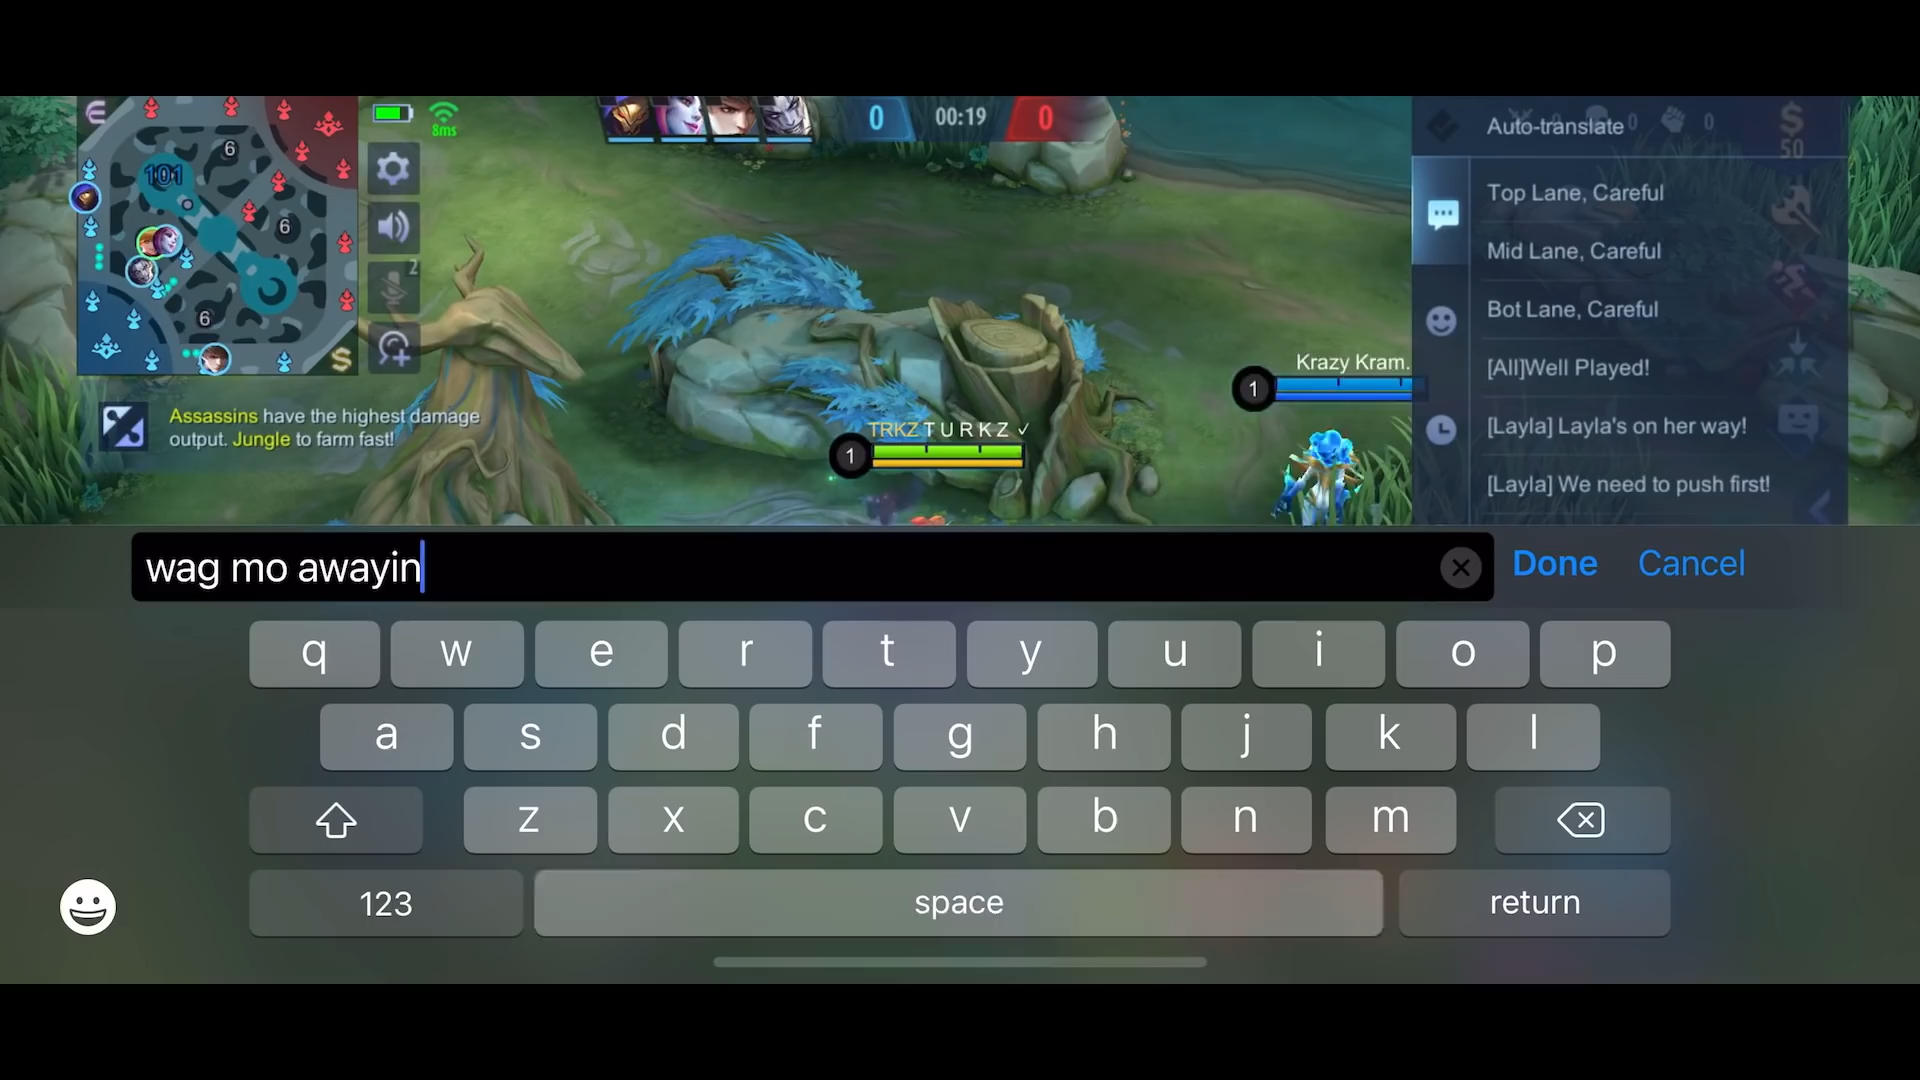 8ms
0
00:19
0
Auto-translate
0
0
50
101
6
6
6
2
Top Lane, Careful
Mid Lane, Careful
Bot Lane, Careful
[All]Well Played!
[Layla] Layla's on her way!
[Layla] We need to push first!
Assassins have the highest damage
output. Jungle to farm fast!
Krazy Kram.
1
TRKZ T U R K Z ✓
1
wag mo awayin
Done
Cancel
q w e r t y u i o p
a s d f g h j k l
z x c v b n m
123
space
return